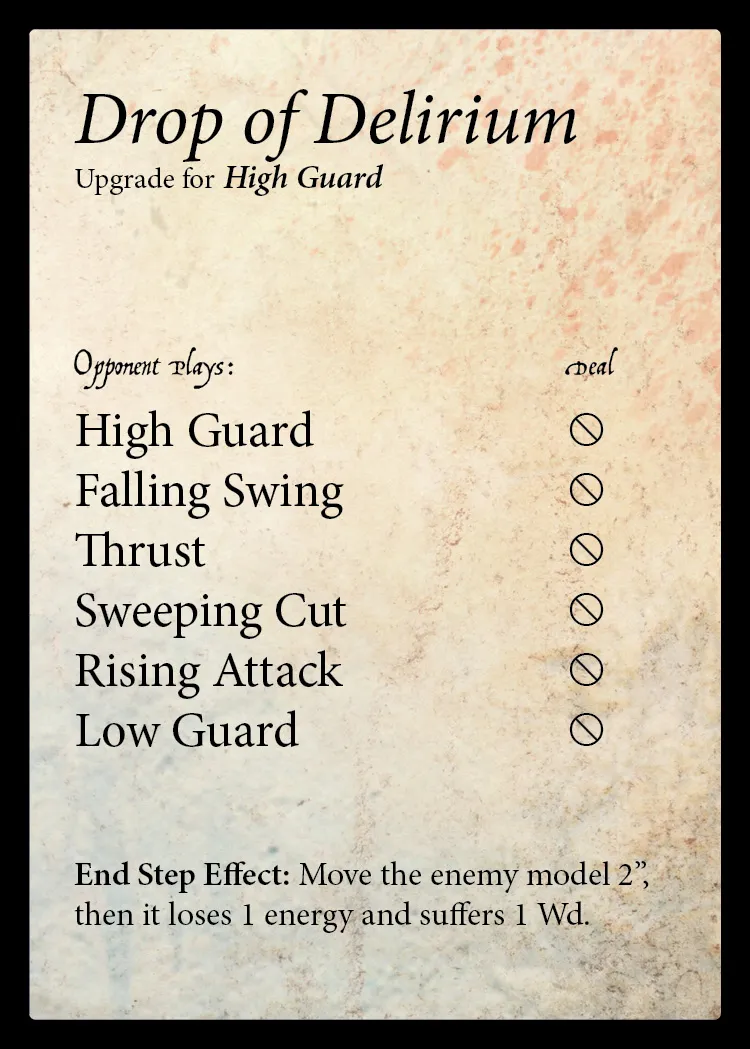 Drop of Delirium
Upgrade for High Guard
Opponent Plays: Deal
High Guard
Falling Swing
Thrust
Sweeping Cut
Rising Attack
Low Guard
End Step Effect: Move the enemy model 2”,
then it loses 1 energy and suffers 1 Wd.